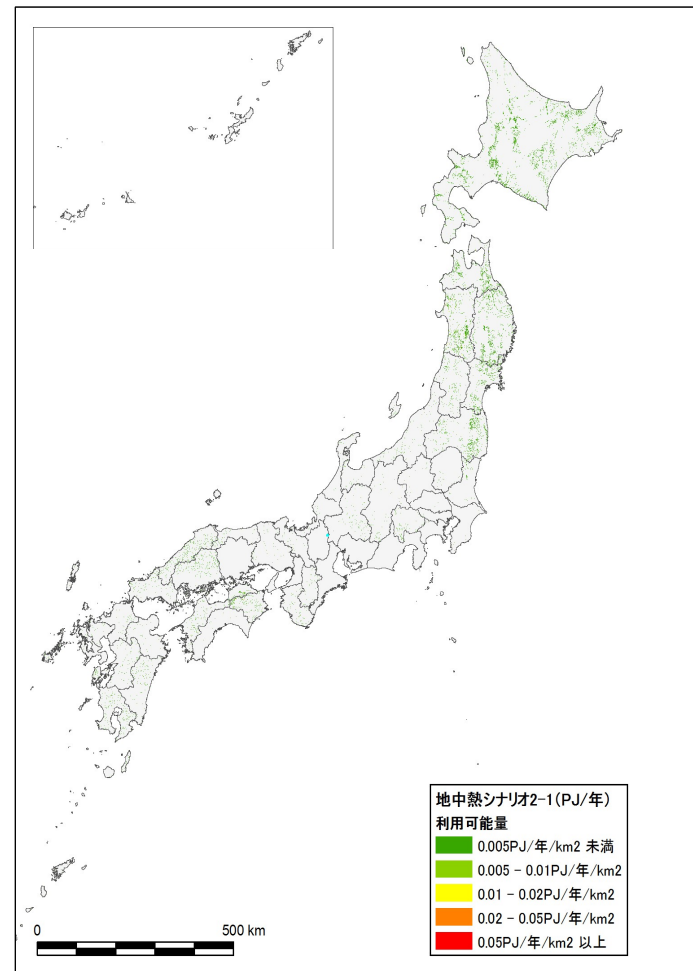 地中熱シナリオ2-1(PJ/年)
利用可能量
0.005PJ/年/km2 未満
0.005 - 0.01PJ/年/km2
0.01 - 0.02PJ/年/km2
0.02 - 0.05PJ/年/km2
0.05PJ/年/km2 以上
0 500 km